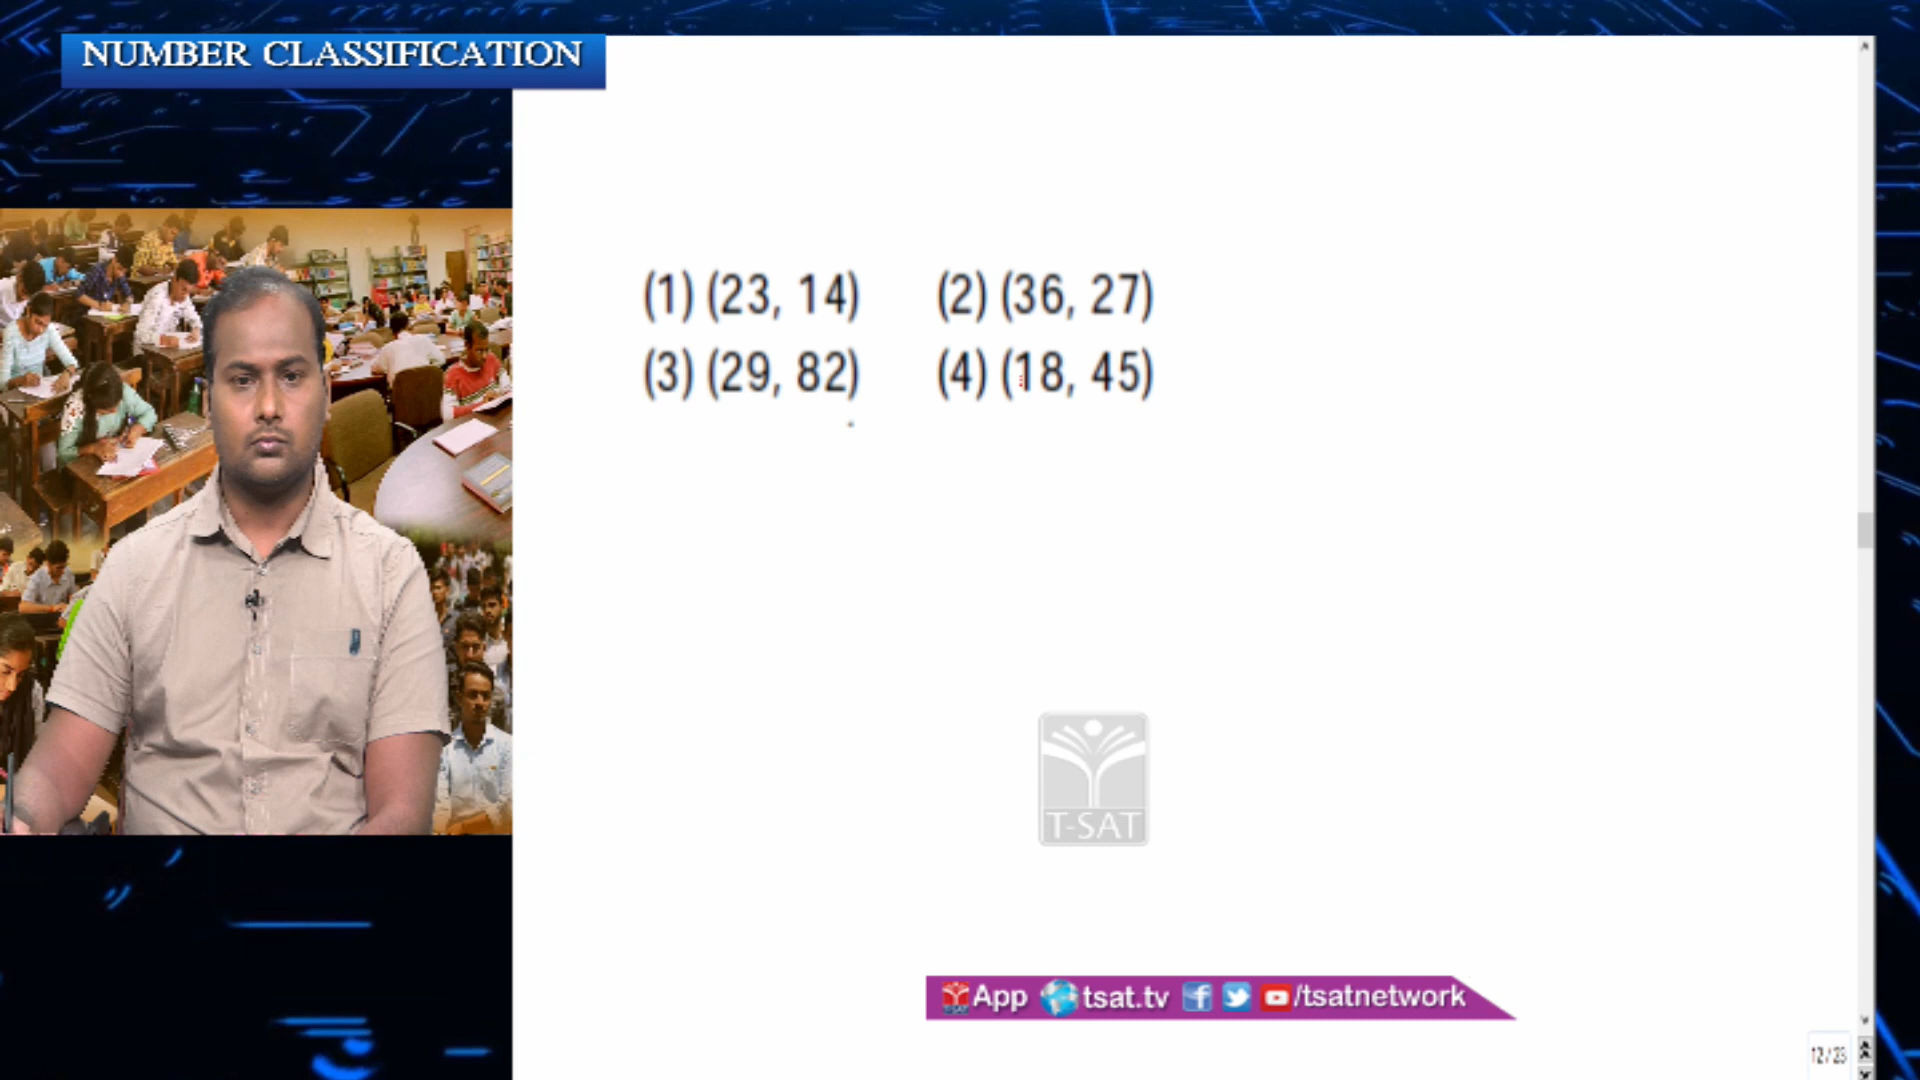 NUMBER CLASSIFICATION
(1) (23, 14) (2) (36, 27)
(3) (29, 82) (4) (18, 45)
T-SAT
App tsat.tv /tsatnetwork
12 / 23